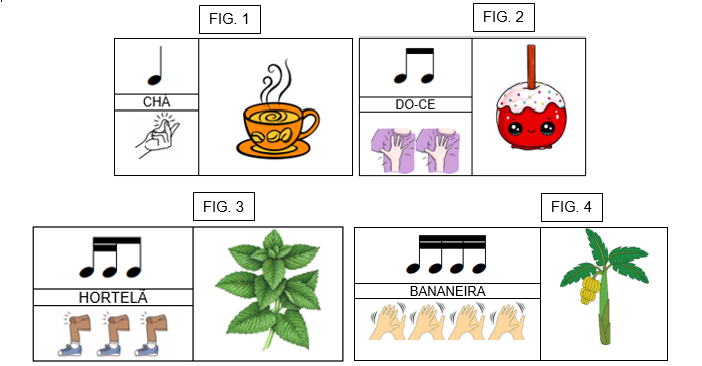 FIG. 1
CHÁ
FIG. 2
DO-CE
FIG. 3
HORTELÃ
FIG. 4
BANANEIRA